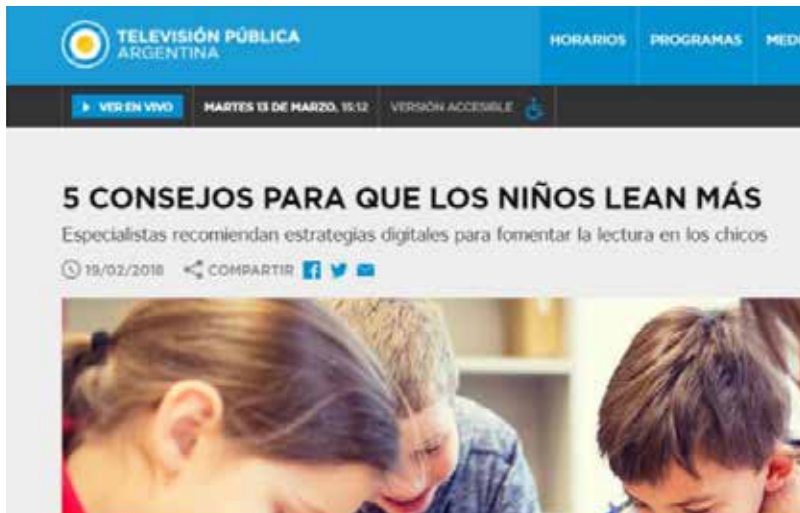 TELEVISIÓN PÚBLICA
ARGENTINA
HORARIOS PROGRAMAS MEDI
VER EN VIVO MARTES 13 DE MARZO, 15:12 VERSIÓN ACCESIBLE
5 CONSEJOS PARA QUE LOS NIÑOS LEAN MÁS
Especialistas recomiendan estrategias digitales para fomentar la lectura en los chicos
19/02/2018 COMPARTIR